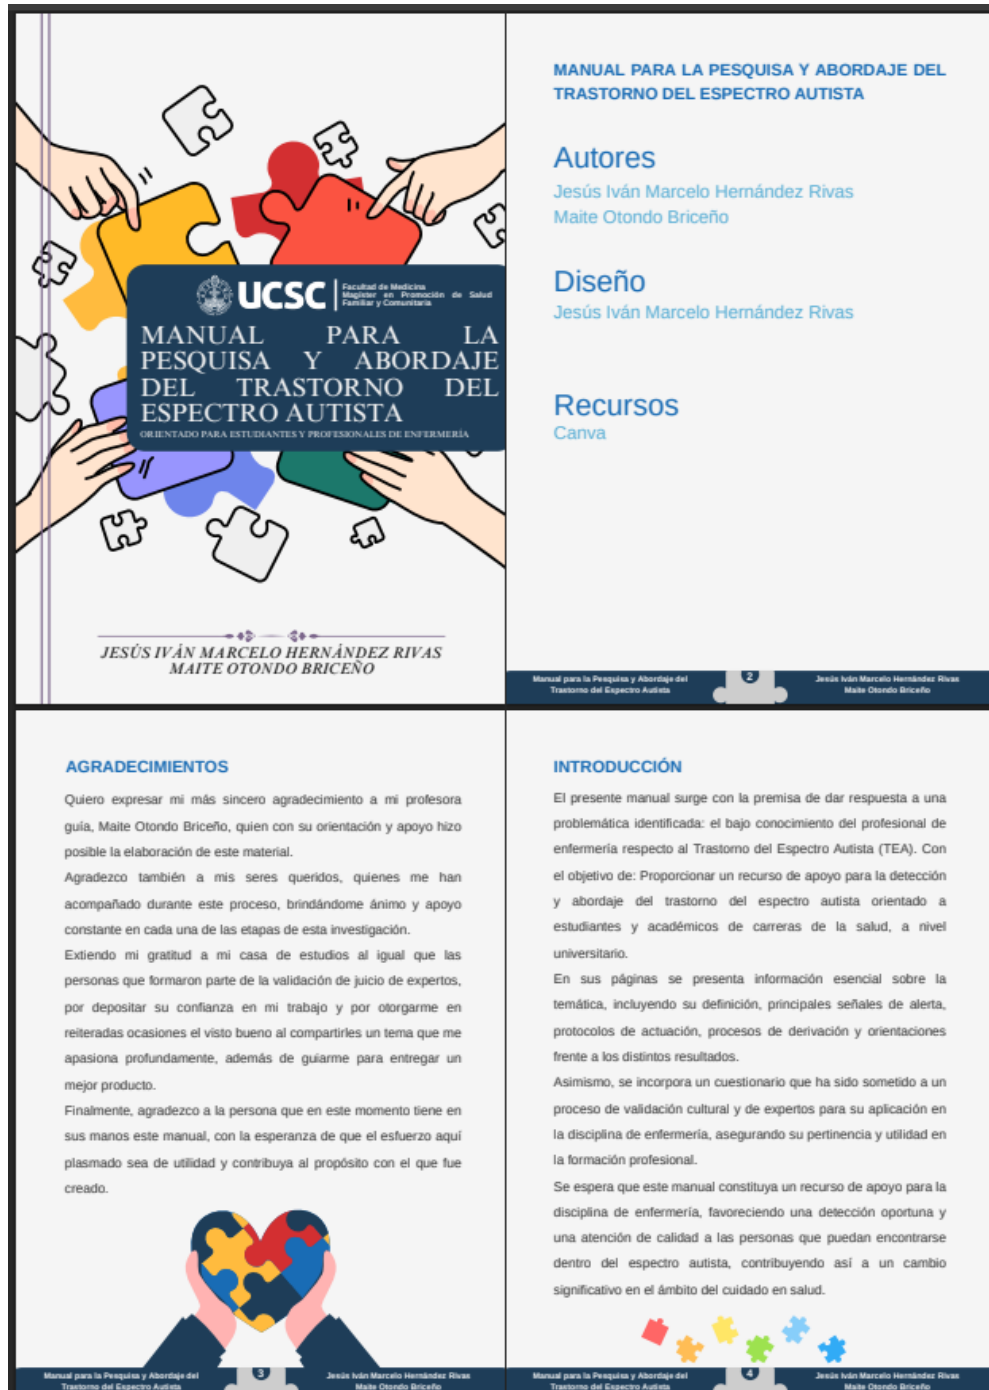 UCSC
Facultad de Medicina
Magíster en Promoción de Salud
Familiar y Comunitaria
MANUAL PARA LA
PESQUISA Y ABORDAJE
DEL TRASTORNO DEL
ESPECTRO AUTISTA
ORIENTADO PARA ESTUDIANTES Y PROFESIONALES DE ENFERMERÍA
JESÚS IVÁN MARCELO HERNÁNDEZ RIVAS
MAITE OTONDO BRICEÑO
MANUAL PARA LA PESQUISA Y ABORDAJE DEL
TRASTORNO DEL ESPECTRO AUTISTA
Autores
Jesús Iván Marcelo Hernández Rivas
Maite Otondo Briceño
Diseño
Jesús Iván Marcelo Hernández Rivas
Recursos
Canva
Manual para la Pesquisa y Abordaje del
Trastorno del Espectro Autista
2
Jesús Iván Marcelo Hernández Rivas
Maite Otondo Briceño
AGRADECIMIENTOS
Quiero expresar mi más sincero agradecimiento a mi profesora
guía, Maite Otondo Briceño, quien con su orientación y apoyo hizo
posible la elaboración de este material.
Agradezco también a mis seres queridos, quienes me han
acompañado durante este proceso, brindándome ánimo y apoyo
constante en cada una de las etapas de esta investigación.
Extiendo mi gratitud a mi casa de estudios al igual que las
personas que formaron parte de la validación de juicio de expertos,
por depositar su confianza en mi trabajo y por otorgarme en
reiteradas ocasiones el visto bueno al compartirles un tema que me
apasiona profundamente, además de guiarme para entregar un
mejor producto.
Finalmente, agradezco a la persona que en este momento tiene en
sus manos este manual, con la esperanza de que el esfuerzo aquí
plasmado sea de utilidad y contribuya al propósito con el que fue
creado.
Manual para la Pesquisa y Abordaje del
Trastorno del Espectro Autista
3
Jesús Iván Marcelo Hernández Rivas
Maite Otondo Briceño
INTRODUCCIÓN
El presente manual surge con la premisa de dar respuesta a una
problemática identificada: el bajo conocimiento del profesional de
enfermería respecto al Trastorno del Espectro Autista (TEA). Con
el objetivo de: Proporcionar un recurso de apoyo para la detección
y abordaje del trastorno del espectro autista orientado a
estudiantes y académicos de carreras de la salud, a nivel
universitario.
En sus páginas se presenta información esencial sobre la
temática, incluyendo su definición, principales señales de alerta,
protocolos de actuación, procesos de derivación y orientaciones
frente a los distintos resultados.
Asimismo, se incorpora un cuestionario que ha sido sometido a un
proceso de validación cultural y de expertos para su aplicación en
la disciplina de enfermería, asegurando su pertinencia y utilidad en
la formación profesional.
Se espera que este manual constituya un recurso de apoyo para la
disciplina de enfermería, favoreciendo una detección oportuna y
una atención de calidad a las personas que puedan encontrarse
dentro del espectro autista, contribuyendo así a un cambio
significativo en el ámbito del cuidado en salud.
Manual para la Pesquisa y Abordaje del
Trastorno del Espectro Autista
4
Jesús Iván Marcelo Hernández Rivas
Maite Otondo Briceño